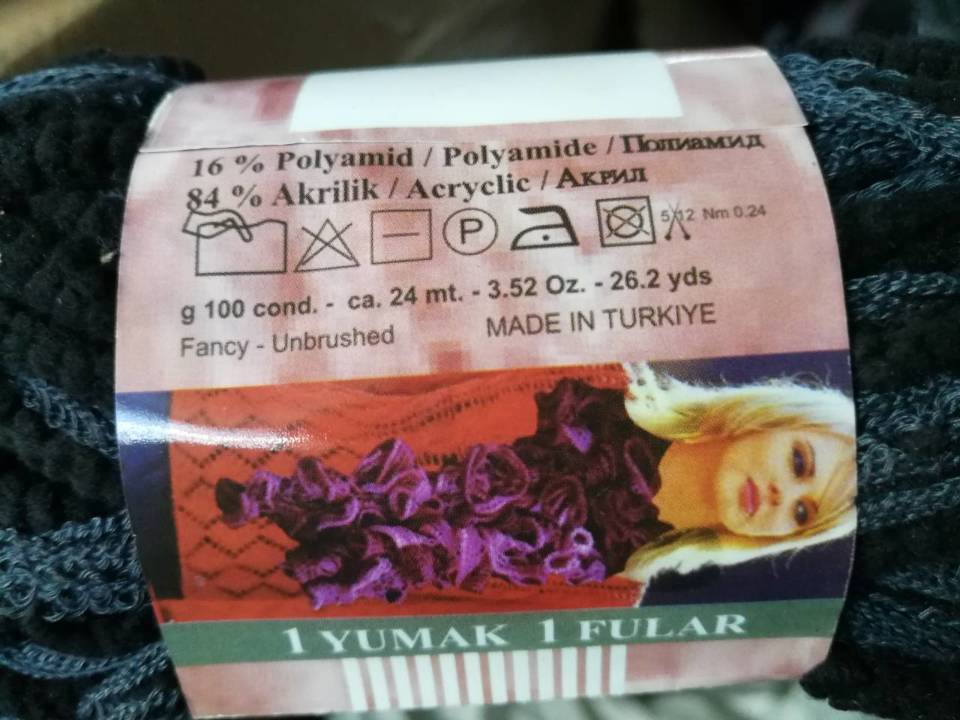 16 % Polyamid / Polyamide / Полиамид
84 % Akrilik / Acryclic / Акрил
P 5 12 Nm 0.24
g 100 cond. - ca. 24 mt. - 3.52 Oz. - 26.2 yds
Fancy - Unbrushed MADE IN TURKIYE
1 YUMAK 1 FULAR